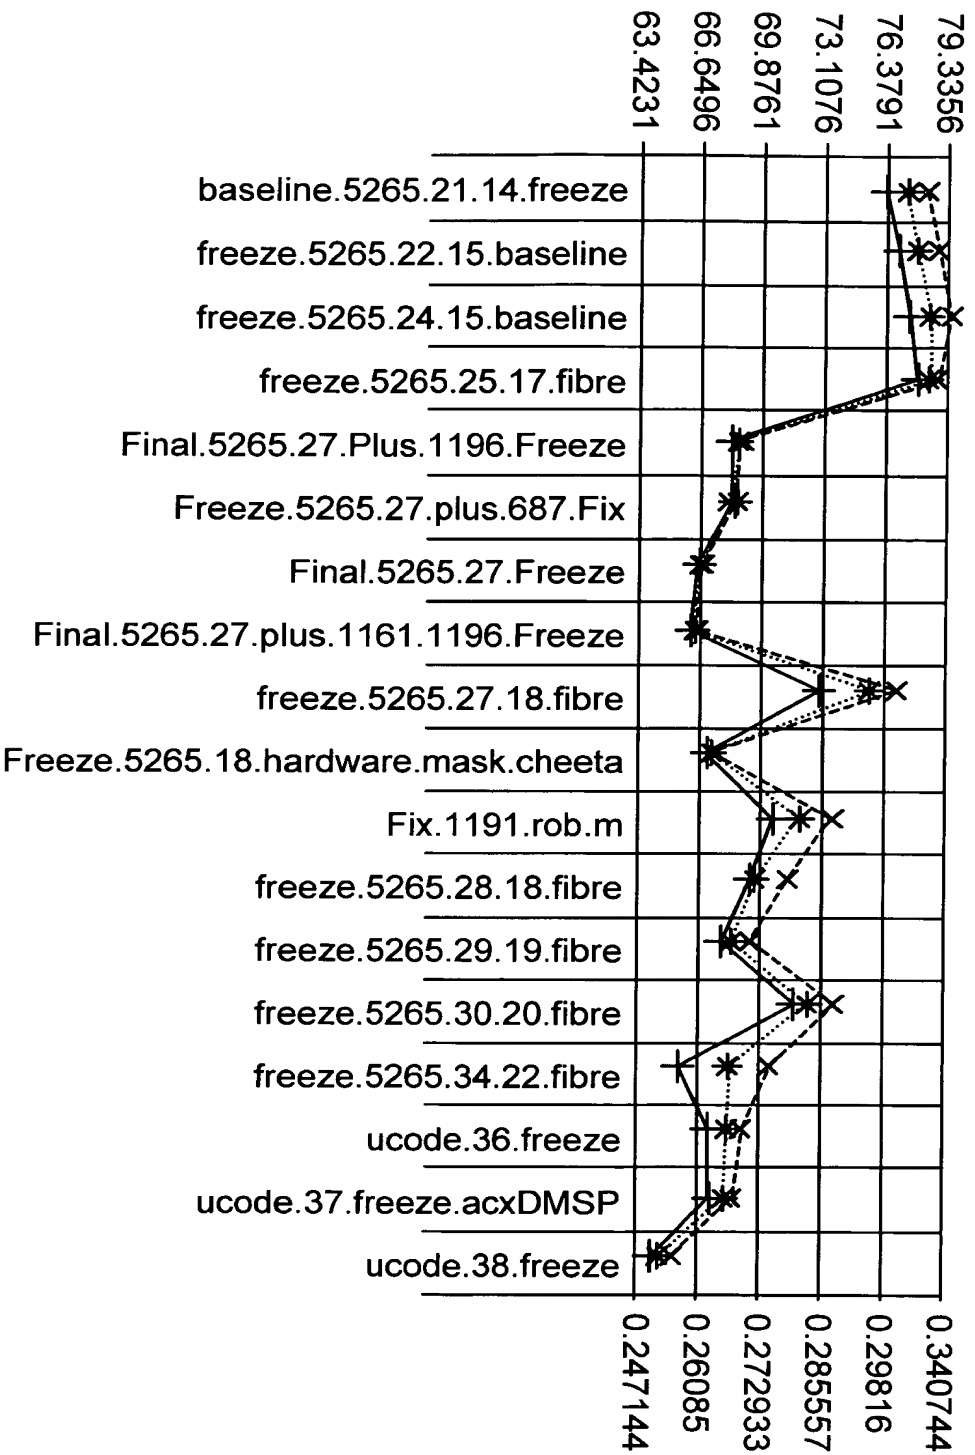 63.4231
66.6496
69.8761
73.1076
76.3791
79.3356
baseline.5265.21.14.freeze
freeze.5265.22.15.baseline
freeze.5265.24.15.baseline
freeze.5265.25.17.fibre
Final.5265.27.Plus.1196.Freeze
Freeze.5265.27.plus.687.Fix
Final.5265.27.Freeze
Final.5265.27.plus.1161.1196.Freeze
freeze.5265.27.18.fibre
Freeze.5265.18.hardware.mask.cheeta
Fix.1191.rob.m
freeze.5265.28.18.fibre
freeze.5265.29.19.fibre
freeze.5265.30.20.fibre
freeze.5265.34.22.fibre
ucode.36.freeze
ucode.37.freeze.acxDMSP
ucode.38.freeze
0.247144
0.26085
0.272933
0.285557
0.29816
0.340744